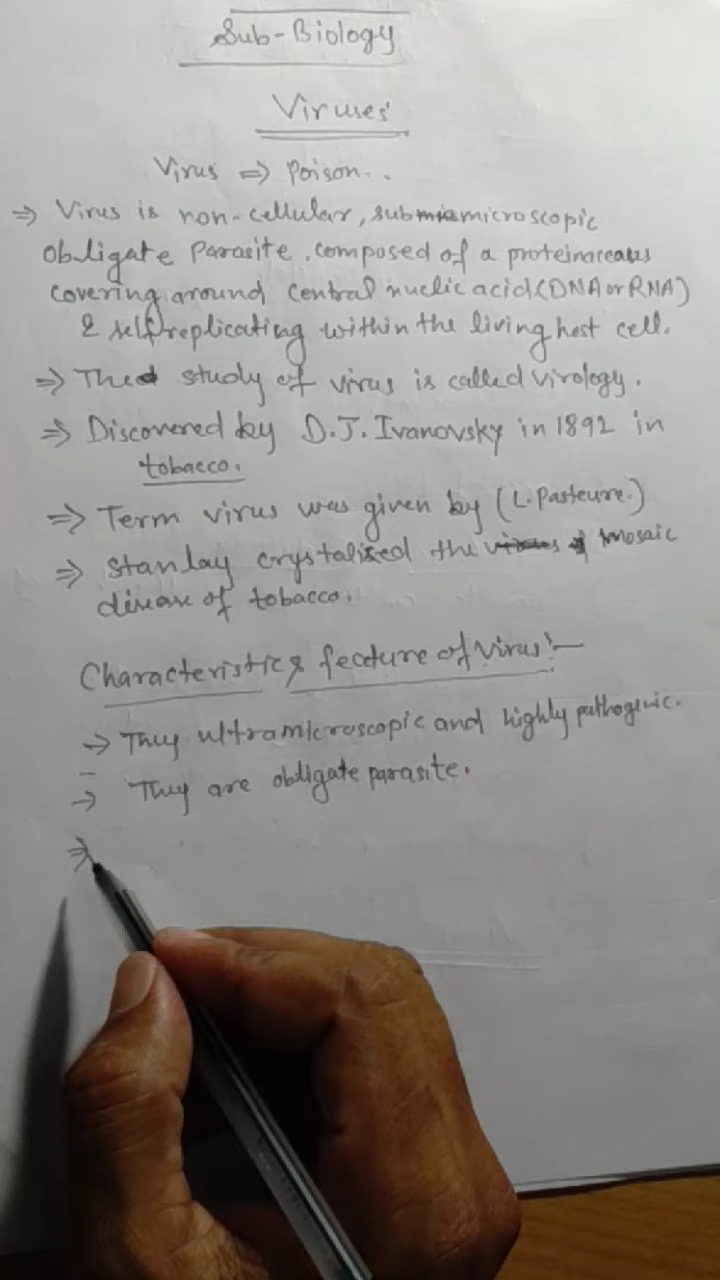 Sub-Biology
Viruses
Virus ⇒ Poison..
⇒ Virus is non-cellular, submicroscopic
obligate Parasite, composed of a proteinaceaus
covering around central nuclic acid (DNA or RNA)
& self replicating within the living host cell.
⇒ The study of virus is called virology.
⇒ Discovered by D.J. Ivanovsky in 1892 in
tobacco.
⇒ Term virus was given by (L. Pasteure.)
⇒ Stanlay crystalized the mosaic
disease of tobacco.
Characteristics feature of Virus:-
→ They ultramicroscopic and highly pathogenic.
→ They are obligate parasite.
⇒